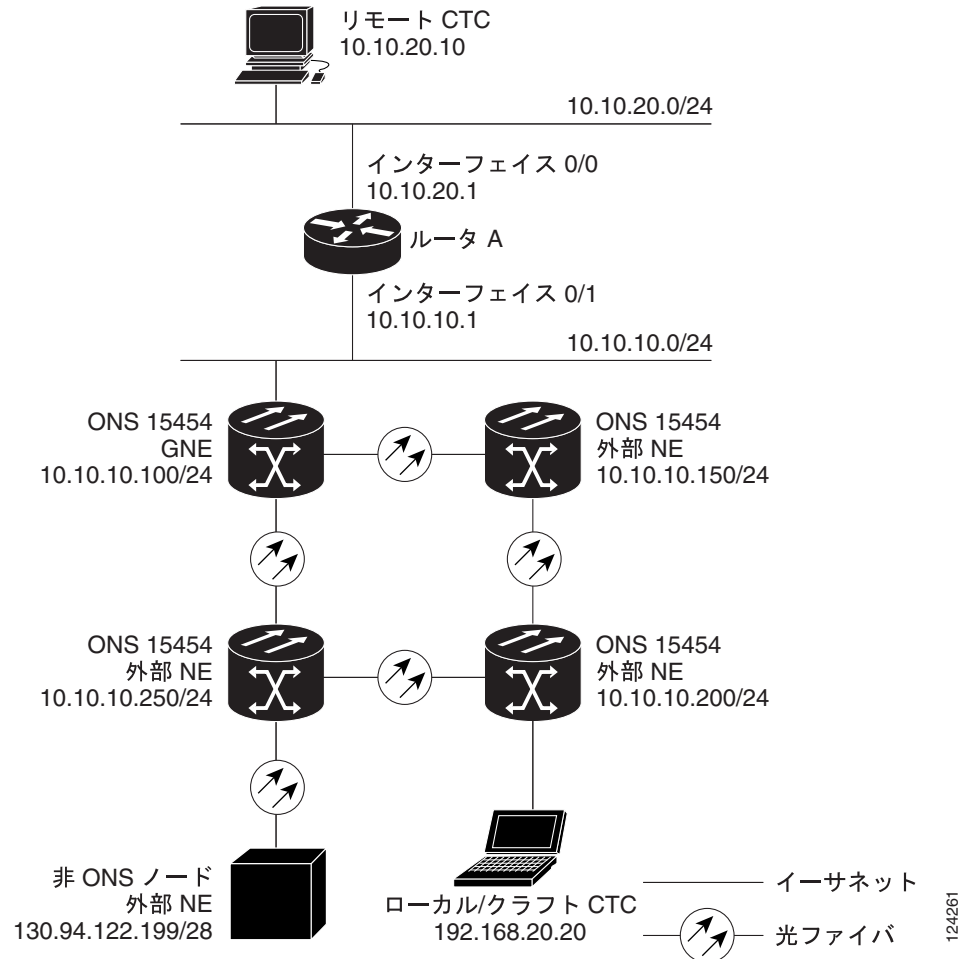 リモート CTC
10.10.20.10
10.10.20.0/24
インターフェイス 0/0
10.10.20.1
ルータ A
インターフェイス 0/1
10.10.10.1
10.10.10.0/24
ONS 15454
GNE
10.10.10.100/24
ONS 15454
外部 NE
10.10.10.150/24
ONS 15454
外部 NE
10.10.10.250/24
ONS 15454
外部 NE
10.10.10.200/24
非 ONS ノード
外部 NE
130.94.122.199/28
ローカル/クラフト CTC
192.168.20.20
イーサネット
光ファイバ
124261